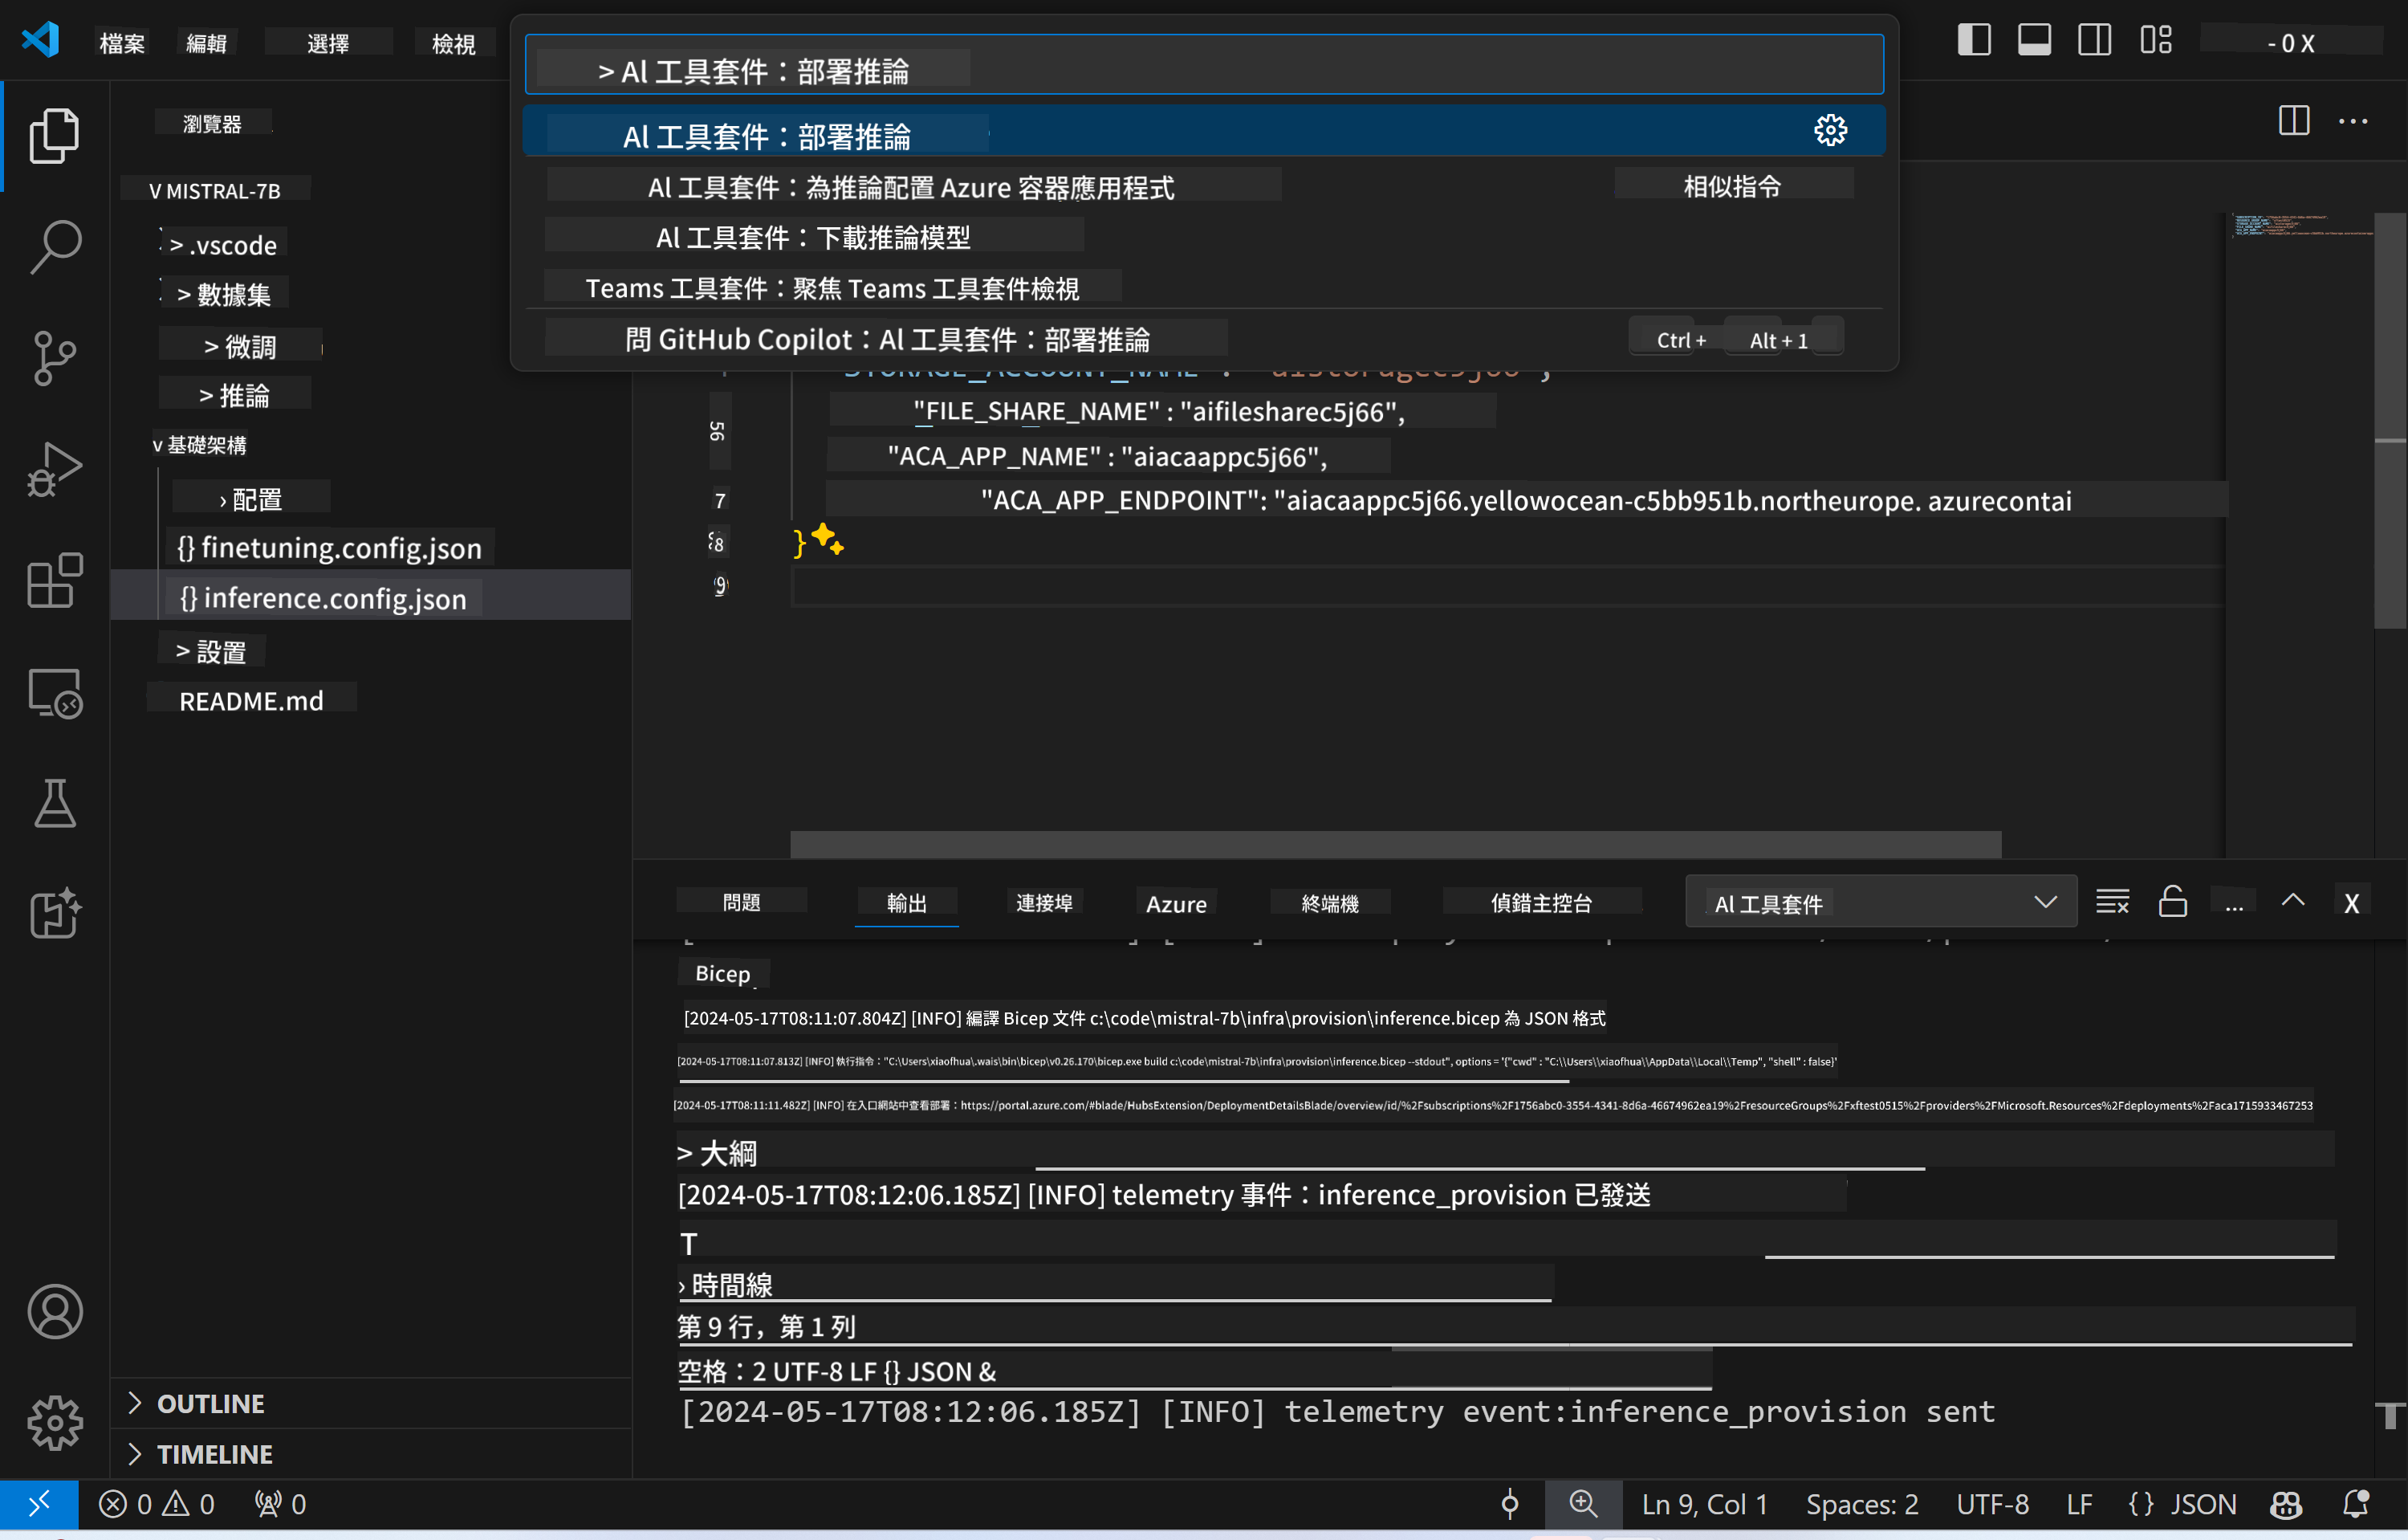 檔案 編輯 選擇 檢視
> Al 工具套件：部署推論
- 0 X
Al 工具套件：部署推論
Al 工具套件：為推論配置 Azure 容器應用程式 相似指令
Al 工具套件：下載推論模型
Teams 工具套件：聚焦 Teams 工具套件檢視
問 GitHub Copilot：Al 工具套件：部署推論 Ctrl + Alt + 1
瀏覽器
V MISTRAL-7B
> .vscode
> 數據集
> 微調
> 推論
v 基礎架構
› 配置
{} finetuning.config.json
{} inference.config.json
> 設置
README.md
OUTLINE
TIMELINE
56 "FILE_SHARE_NAME" : "aifilesharec5j66",
"ACA_APP_NAME" : "aiacaappc5j66",
7 "ACA_APP_ENDPOINT": "aiacaappc5j66.yellowocean-c5bb951b.northeurope. azurecontai
8 }
9
問題 輸出 連接埠 Azure 終端機 偵錯主控台 Al 工具套件 ... X
Bicep
[2024-05-17T08:11:07.804Z] [INFO] 編譯 Bicep 文件 c:\code\mistral-7b\infra\provision\inference.bicep 為 JSON 格式
[2024-05-17T08:11:07.813Z] [INFO] 執行指令："C:\Users\xiaofhua\.wais\bin\bicep\v0.26.170\bicep.exe build c:\code\mistral-7b\infra\provision\inference.bicep --stdout", options = '{"cwd" : "C:\\Users\\xiaofhua\\AppData\\Local\\Temp", "shell" : false}'
[2024-05-17T08:11:11.482Z] [INFO] 在入口網站中查看部署：https://portal.azure.com/#blade/HubsExtension/DeploymentDetailsBlade/overview/id/%2Fsubscriptions%2F1756abc0-3554-4341-8d6a-46674962ea19%2FresourceGroups%2Fxftest0515%2Fproviders%2FMicrosoft.Resources%2Fdeployments%2Faca1715933467253
> 大綱
[2024-05-17T08:12:06.185Z] [INFO] telemetry 事件：inference_provision 已發送
T
› 時間線
第 9 行，第 1 列
空格：2 UTF-8 LF {} JSON &
[2024-05-17T08:12:06.185Z] [INFO] telemetry event:inference_provision sent
0 0 0 Ln 9, Col 1 Spaces: 2 UTF-8 LF {} JSON